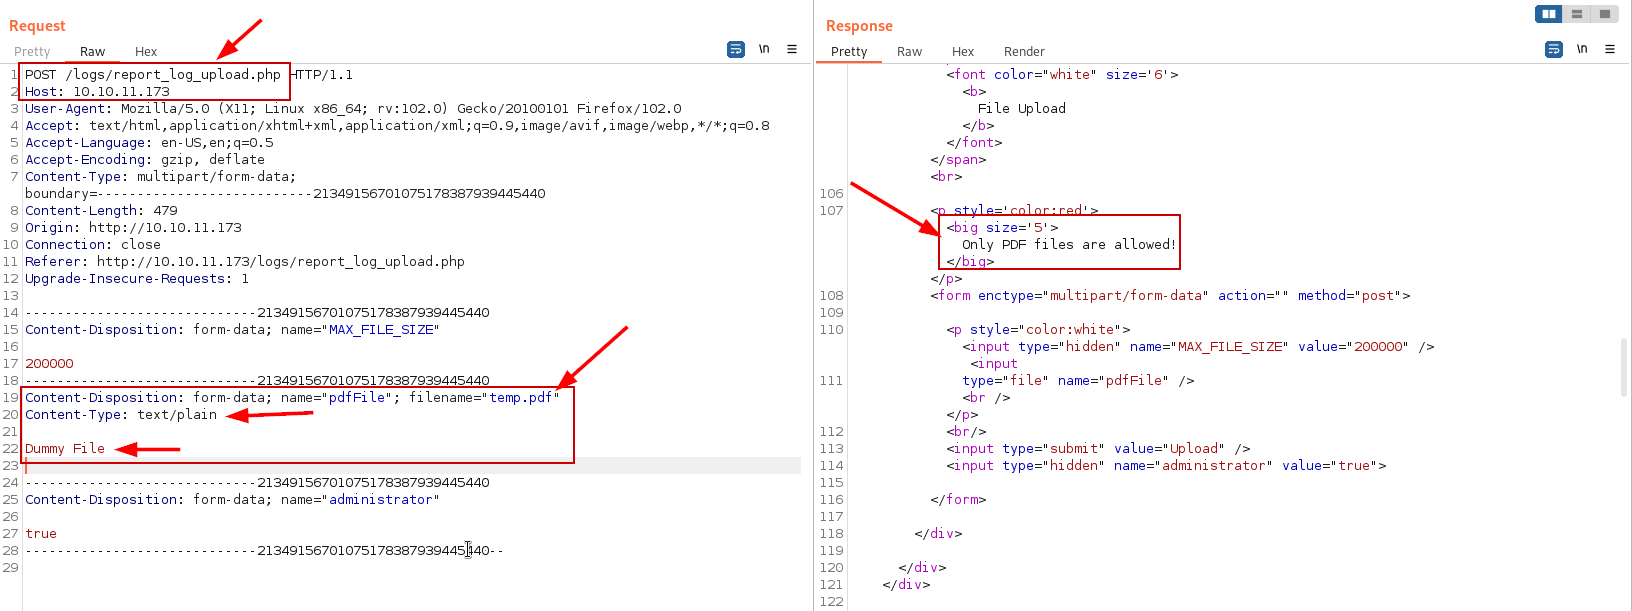 Request
Pretty Raw Hex
\n
1 POST /logs/report_log_upload.php HTTP/1.1
2 Host: 10.10.11.173
3 User-Agent: Mozilla/5.0 (X11; Linux x86_64; rv:102.0) Gecko/20100101 Firefox/102.0
4 Accept: text/html,application/xhtml+xml,application/xml;q=0.9,image/avif,image/webp,*/*;q=0.8
5 Accept-Language: en-US,en;q=0.5
6 Accept-Encoding: gzip, deflate
7 Content-Type: multipart/form-data;
boundary=---------------------------21349156701075178387939445440
8 Content-Length: 479
9 Origin: http://10.10.11.173
10 Connection: close
11 Referer: http://10.10.11.173/logs/report_log_upload.php
12 Upgrade-Insecure-Requests: 1
13
14 -----------------------------21349156701075178387939445440
15 Content-Disposition: form-data; name="MAX_FILE_SIZE"
16
17 200000
18 -----------------------------21349156701075178387939445440
19 Content-Disposition: form-data; name="pdfFile"; filename="temp.pdf"
20 Content-Type: text/plain
21
22 Dummy File
23
24 -----------------------------21349156701075178387939445440
25 Content-Disposition: form-data; name="administrator"
26
27 true
28 -----------------------------21349156701075178387939445440--
29
Response
Pretty Raw Hex Render
\n
<font color="white" size='6'>
<b>
File Upload
</b>
</font>
</span>
<br>
106
107 <p style='color:red'>
<big size='5'>
Only PDF files are allowed!
</big>
</p>
108 <form enctype="multipart/form-data" action="" method="post">
109
110 <p style="color:white">
<input type="hidden" name="MAX_FILE_SIZE" value="200000" />
<input
111 type="file" name="pdfFile" />
<br />
</p>
112 <br/>
113 <input type="submit" value="Upload" />
114 <input type="hidden" name="administrator" value="true">
115
116 </form>
117
118 </div>
119
120 </div>
121 </div>
122